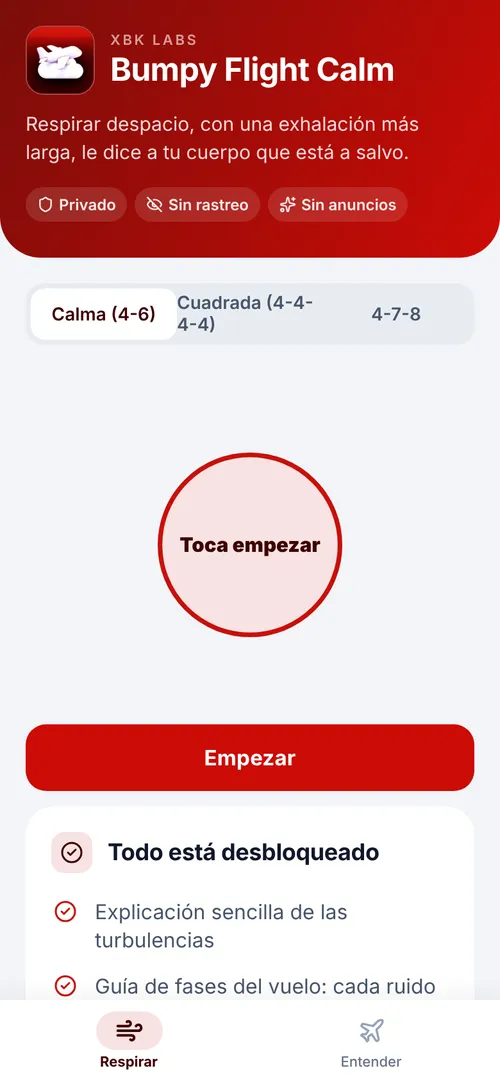 XBK LABS
Bumpy Flight Calm
Respirar despacio, con una exhalación más
larga, le dice a tu cuerpo que está a salvo.
Privado
Sin rastreo
Sin anuncios
Calma (4-6)
Cuadrada (4-4-
4-4)
4-7-8
Toca empezar
Empezar
Todo está desbloqueado
Explicación sencilla de las
turbulencias
Guía de fases del vuelo: cada ruido
Respirar
Entender